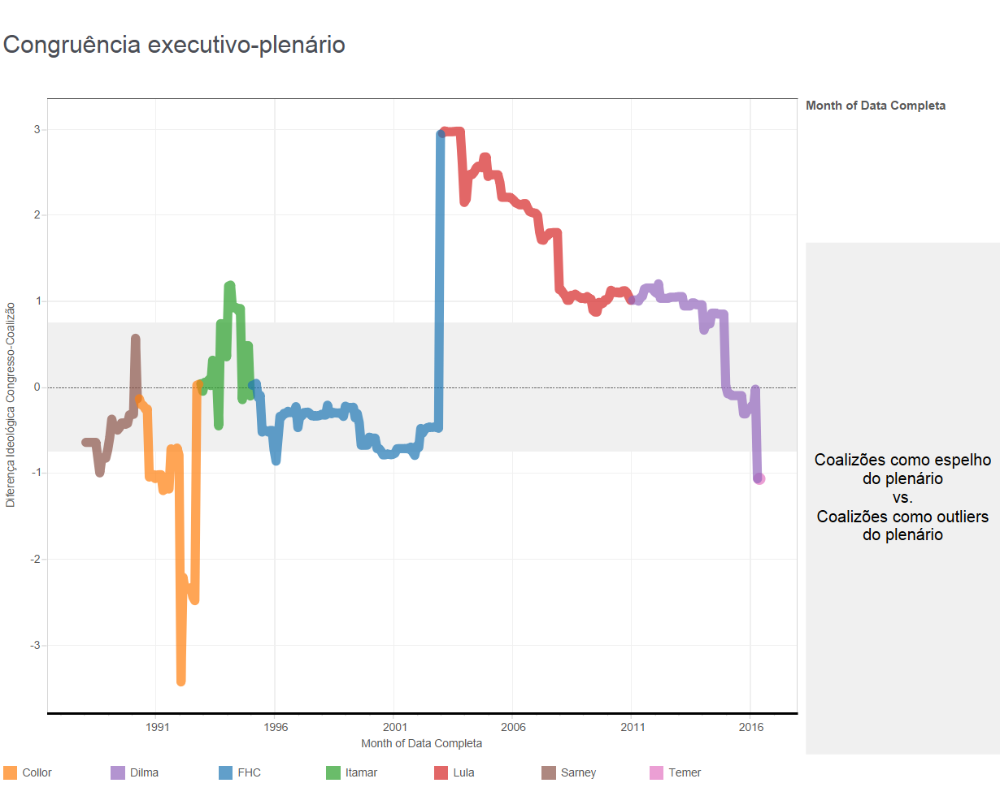 Congruência executivo-plenário
Month of Data Completa
3
2
1
0
-1
-2
-3
Diferença Ideológica Congresso-Coalizão
1991
1996
2001
2006
2011
2016
Month of Data Completa
Coalizões como espelho
do plenário
vs.
Coalizões como outliers
do plenário
Collor
Dilma
FHC
Itamar
Lula
Sarney
Temer